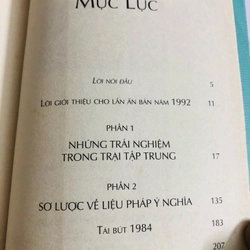 MỤC LỤC
LỜI NÓI ĐẦU 5
LỜI GIỚI THIỆU CHO LẦN ẤN BẢN NĂM 1992 11
PHẦN 1
NHỮNG TRẢI NGHIỆM
TRONG TRẠI TẬP TRUNG 17
PHẦN 2
SƠ LƯỢC VỀ LIỆU PHÁP Ý NGHĨA 135
TÁI BÚT 1984 183
207